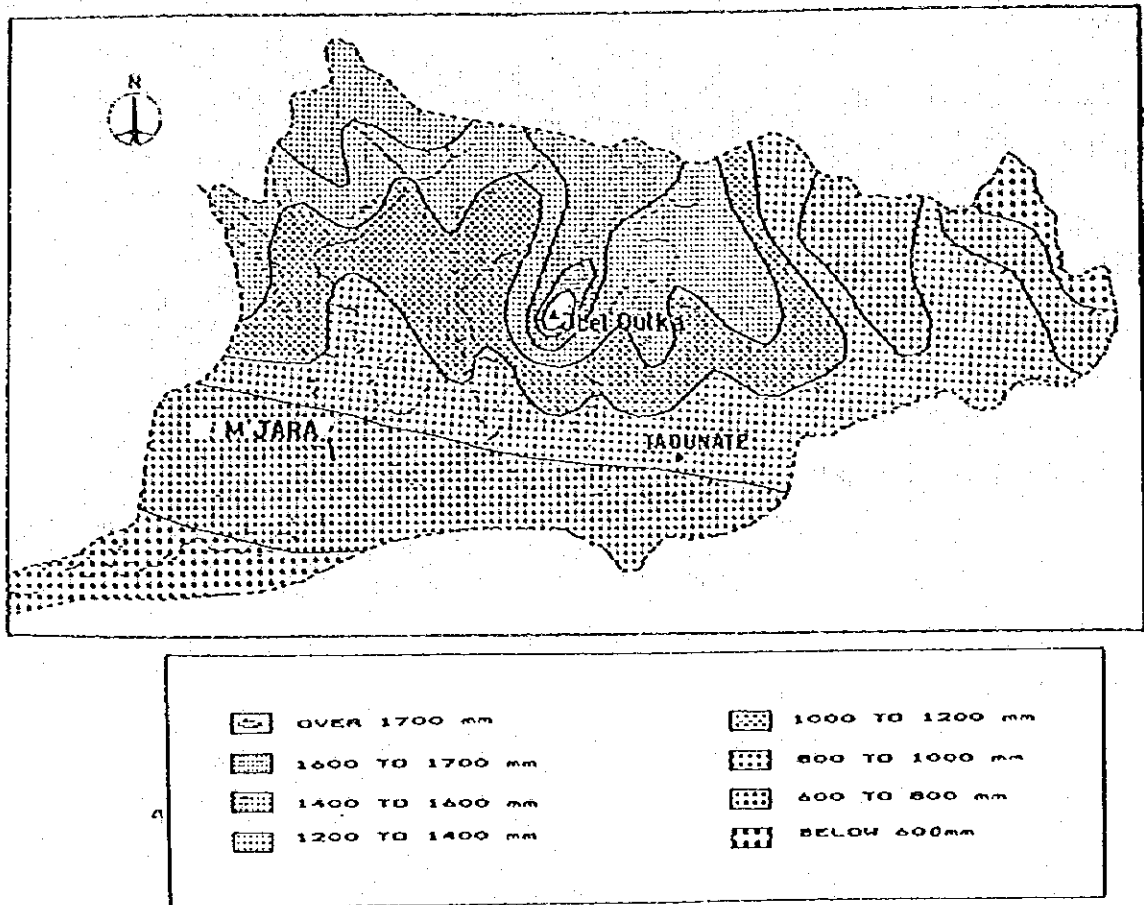 N
Jbel Outka
M'JARA
TAOUNATE
OVER 1700 mm
1600 TO 1700 mm
1400 TO 1600 mm
1200 TO 1400 mm
1000 TO 1200 mm
800 TO 1000 mm
600 TO 800 mm
BELOW 600mm